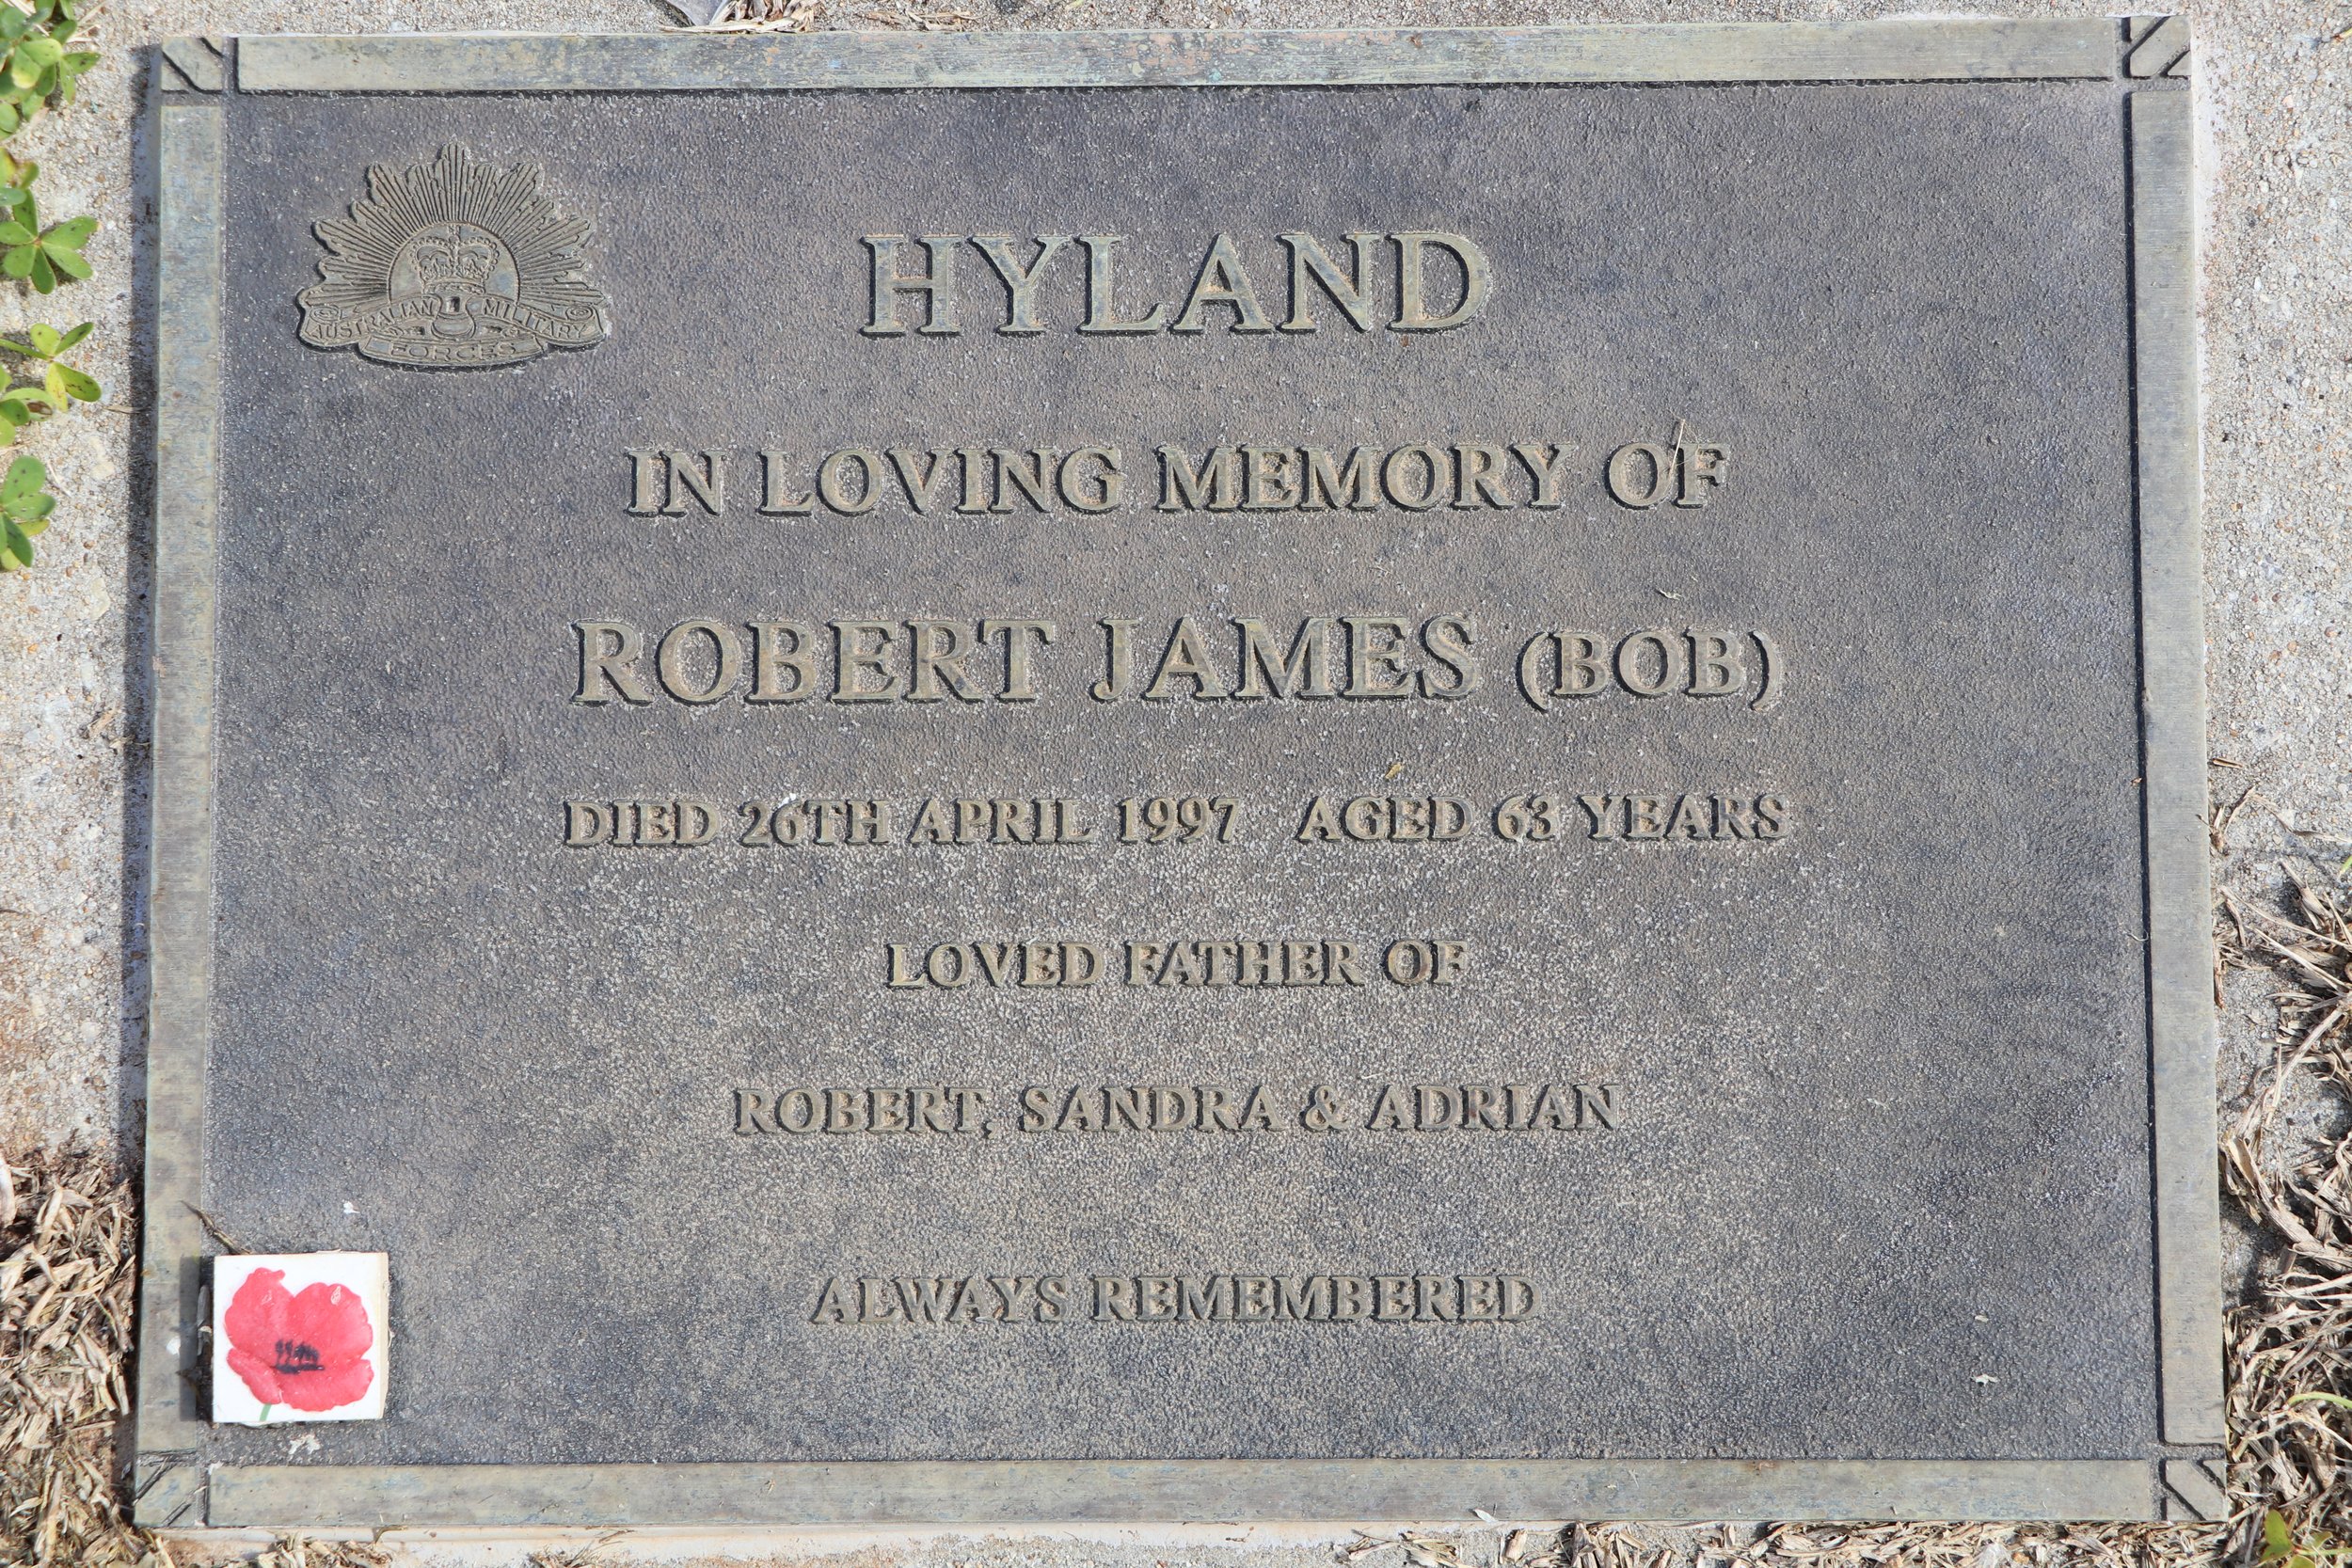 HYLAND
AUSTRALIAN MILITARY
FORCES
IN LOVING MEMORY OF
ROBERT JAMES (BOB)
DIED 26TH APRIL 1997 AGED 63 YEARS
LOVED FATHER OF
ROBERT, SANDRA & ADRIAN
ALWAYS REMEMBERED